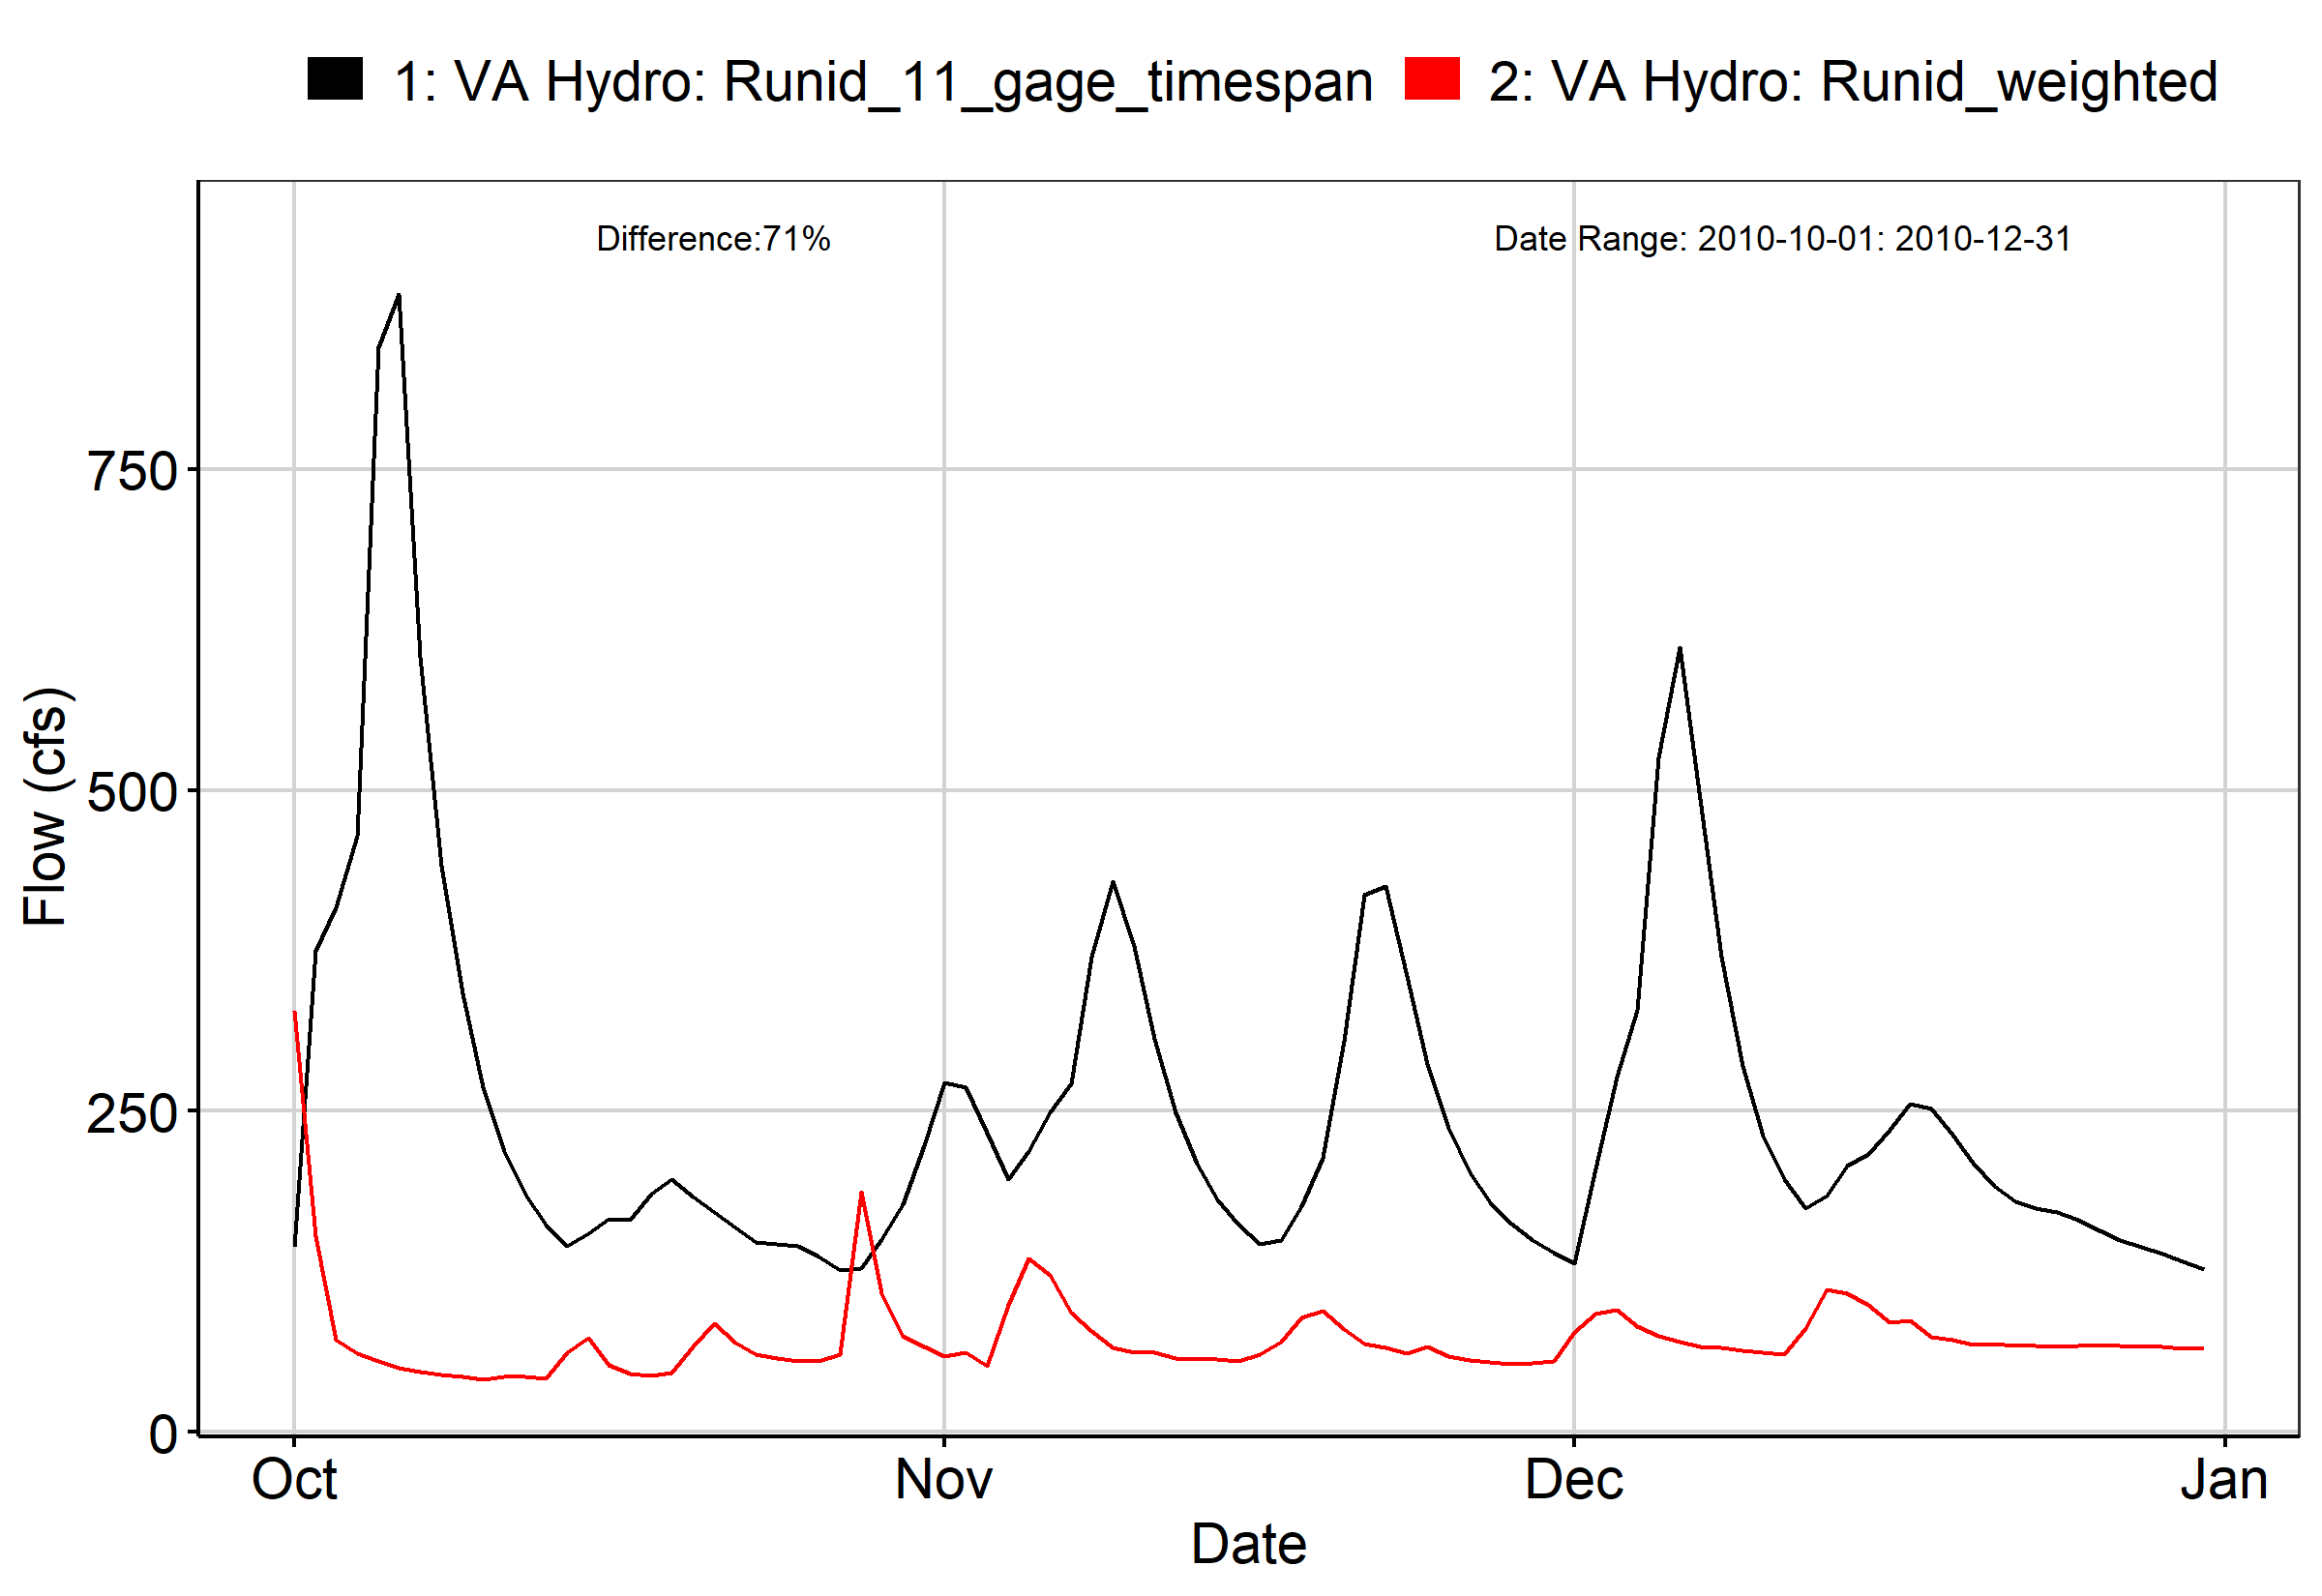 1: VA Hydro: Runid_11_gage_timespan 2: VA Hydro: Runid_weighted
Difference:71% Date Range: 2010-10-01: 2010-12-31
750
500
250
0
Flow (cfs)
Oct Nov Dec Jan
Date